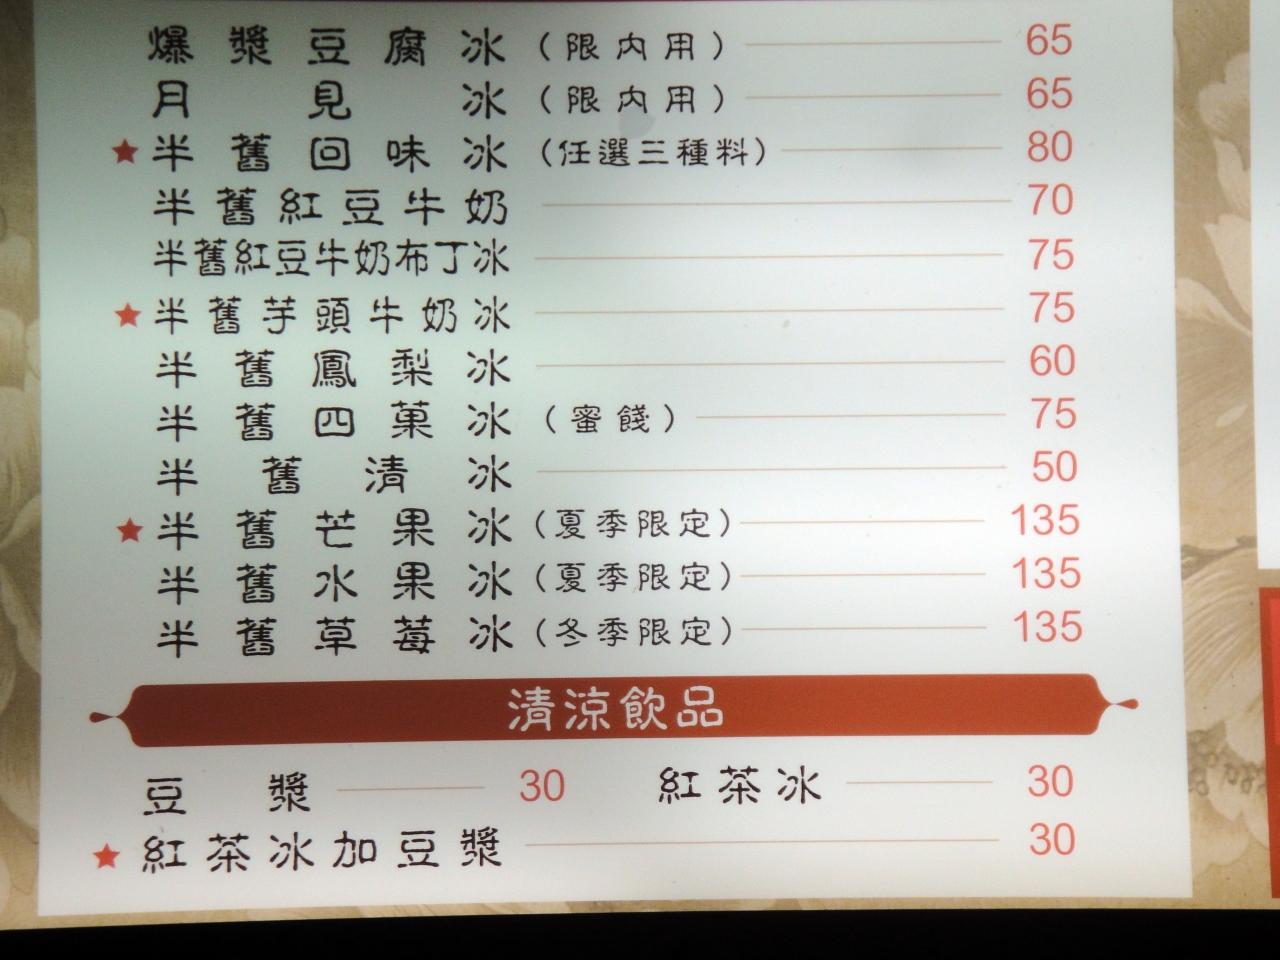 爆漿豆腐冰（限內用） 65
月見冰（限內用） 65
★半舊回味冰（任選三種料） 80
半舊紅豆牛奶 70
半舊紅豆牛奶布丁冰 75
★半舊芋頭牛奶冰 75
半舊鳳梨冰 60
半舊四菓冰（蜜餞） 75
半舊清冰 50
★半舊芒果冰（夏季限定） 135
半舊水果冰（夏季限定） 135
半舊草莓冰（冬季限定） 135
清涼飲品
豆漿 30 紅茶冰 30
★紅茶冰加豆漿 30